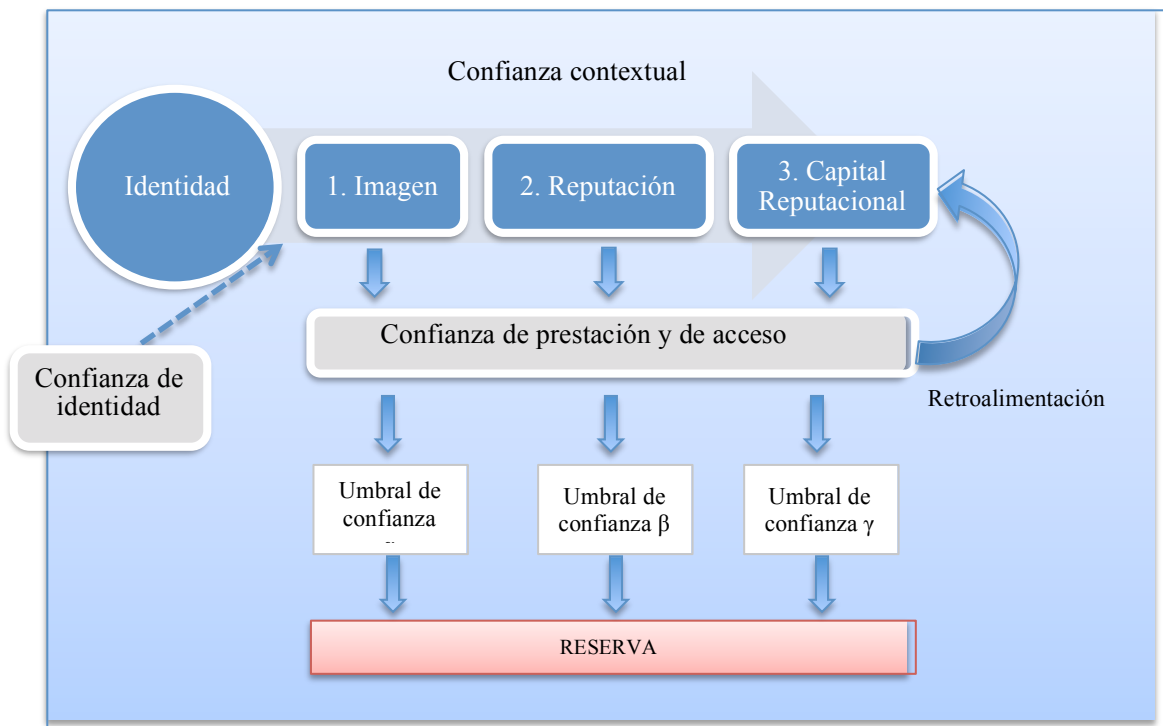 Confianza contextual
Identidad
1. Imagen
2. Reputación
3. Capital
Reputacional
Confianza de prestación y de acceso
Confianza de
identidad
Retroalimentación
Umbral de
confianza
Umbral de
confianza β
Umbral de
confianza γ
RESERVA